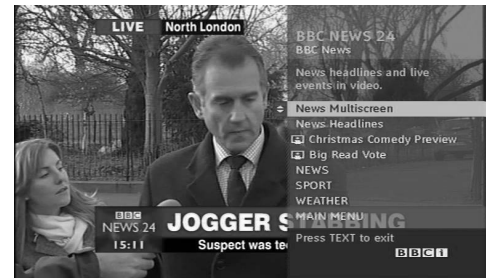 LIVE North London
BBC NEWS 24
BBC News
News headlines and live
events in video.
News Multiscreen
News Headlines
Christmas Comedy Preview
Big Read Vote
NEWS
SPORT
WEATHER
MAIN MENU
Press TEXT to exit
BBCi
BBC
NEWS 24
15:11
JOGGER STABBING
Suspect was